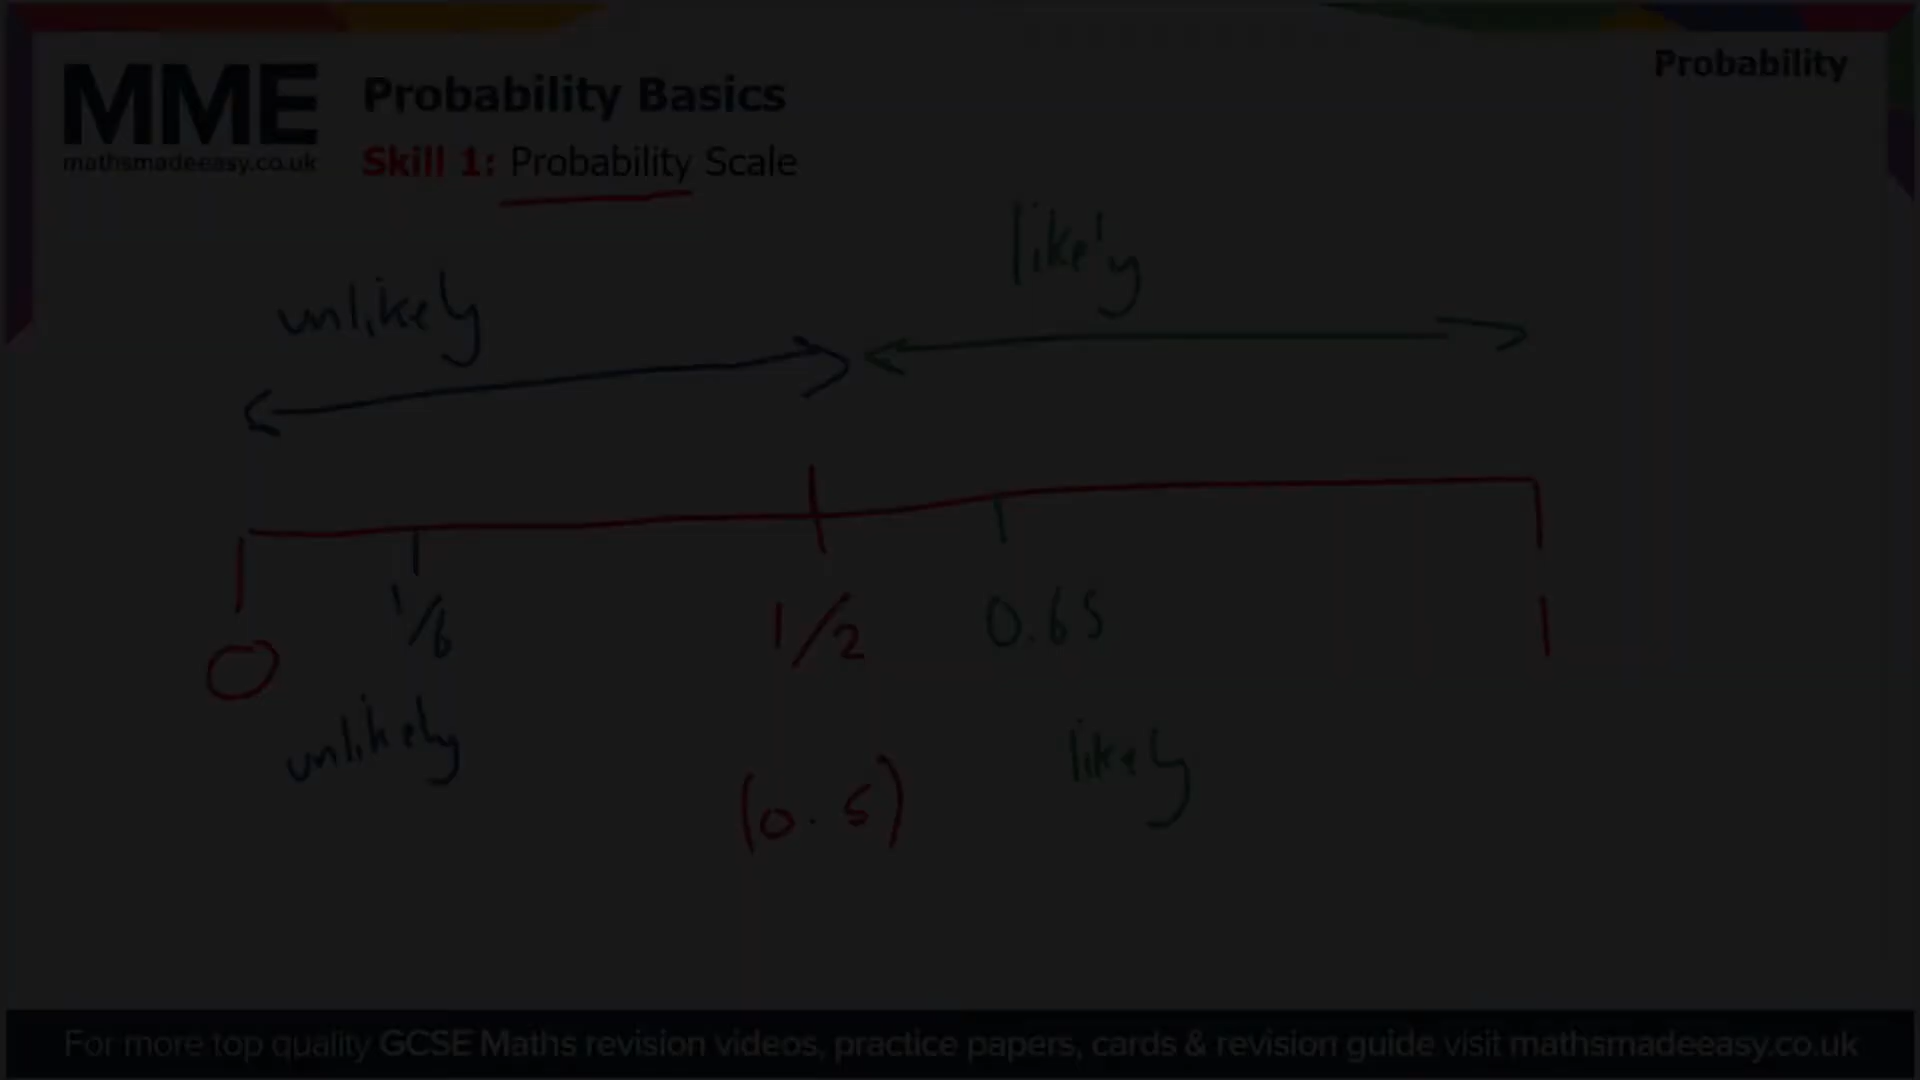 MME
mathsmadeeasy.co.uk
Probability Basics
Skill 1: Probability Scale
Probability
unlikely
likely
0
1/6
1/2
0.65
1
unlikely
(0.5)
likely
For more top quality GCSE Maths revision videos, practice papers, cards & revision guide visit mathsmadeeasy.co.uk